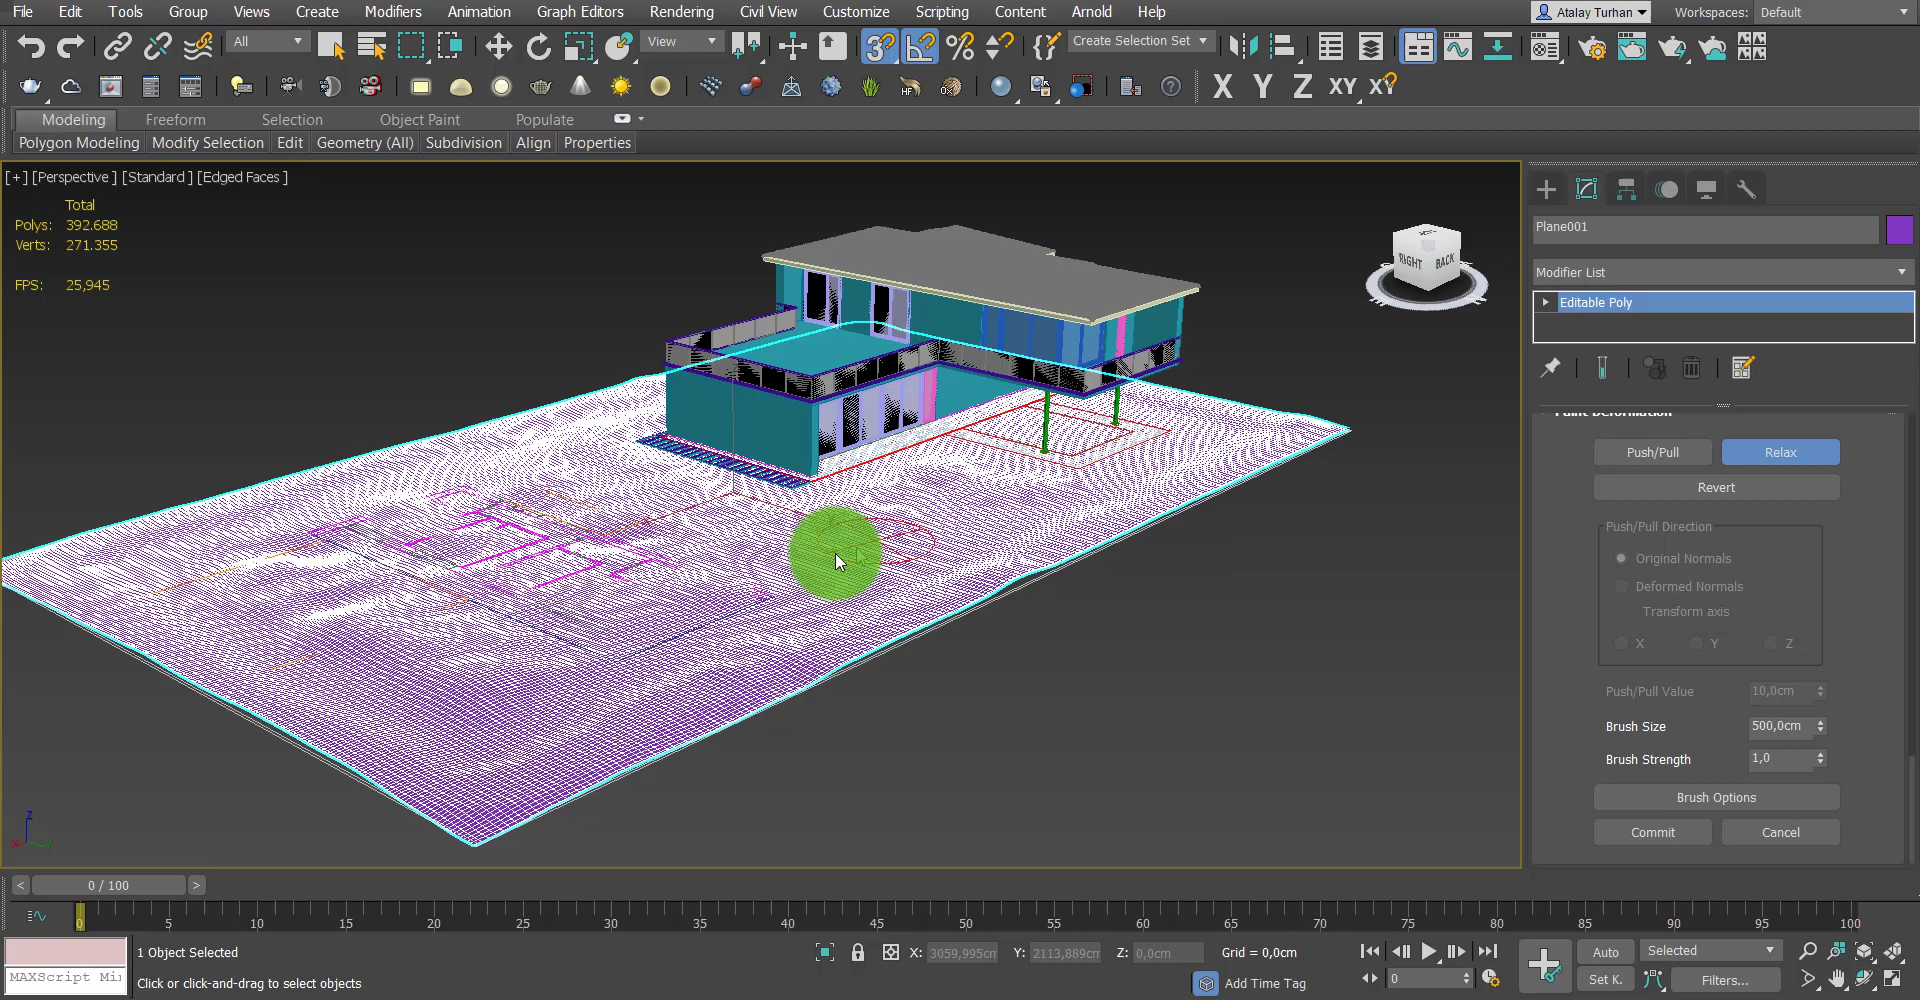 File Edit Tools Group Views Create Modifiers Animation Graph Editors Rendering Civil View Customize Scripting Content Arnold Help Atalay Turhan Workspaces: Default
All View Create Selection Set
X Y Z XY
Modeling Freeform Selection Object Paint Populate
Polygon Modeling Modify Selection Edit Geometry (All) Subdivision Align Properties
[+] [Perspective ] [Standard ] [Edged Faces ]
Total
Polys: 392.688
Verts: 271.355
FPS: 25,945
RIGHT BACK
Plane001
Modifier List
Editable Poly
Paint Deformation
Push/Pull Relax
Revert
Push/Pull Direction
Original Normals
Deformed Normals
Transform axis
X Y Z
Push/Pull Value 10,0cm
Brush Size 500,0cm
Brush Strength 1,0
Brush Options
Commit Cancel
< 0 / 100 >
0 5 10 15 20 25 30 35 40 45 50 55 60 65 70 75 80 85 90 95 100
1 Object Selected X: 3059,995cm Y: 2113,889cm Z: 0,0cm Grid = 0,0cm Auto Selected
MAXScript Mi Click or click-and-drag to select objects Add Time Tag 0 Set K. Filters...